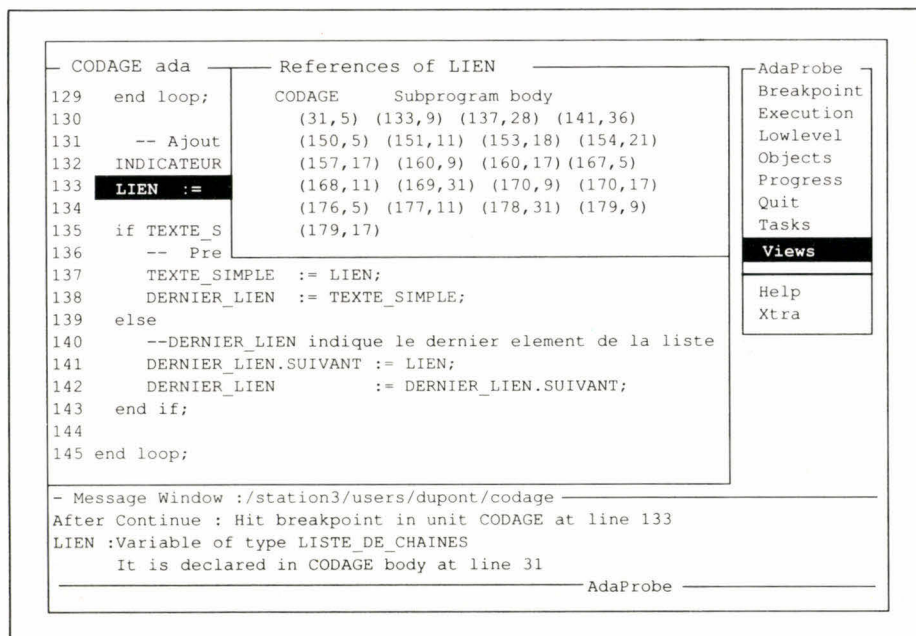 CODAGE ada
129 end loop;
130
131 -- Ajout
132 INDICATEUR
133 LIEN :=
134
135 if TEXTE_S
136 -- Pre
137 TEXTE_SIMPLE := LIEN;
138 DERNIER_LIEN := TEXTE_SIMPLE;
139 else
140 --DERNIER_LIEN indique le dernier element de la liste
141 DERNIER_LIEN.SUIVANT := LIEN;
142 DERNIER_LIEN := DERNIER_LIEN.SUIVANT;
143 end if;
144
145 end loop;
References of LIEN
CODAGE Subprogram body
(31,5) (133,9) (137,28) (141,36)
(150,5) (151,11) (153,18) (154,21)
(157,17) (160,9) (160,17) (167,5)
(168,11) (169,31) (170,9) (170,17)
(176,5) (177,11) (178,31) (179,9)
(179,17)
AdaProbe
Breakpoint
Execution
Lowlevel
Objects
Progress
Quit
Tasks
Views
Help
Xtra
- Message Window :/station3/users/dupont/codage
After Continue : Hit breakpoint in unit CODAGE at line 133
LIEN :Variable of type LISTE_DE_CHAINES
It is declared in CODAGE body at line 31
AdaProbe